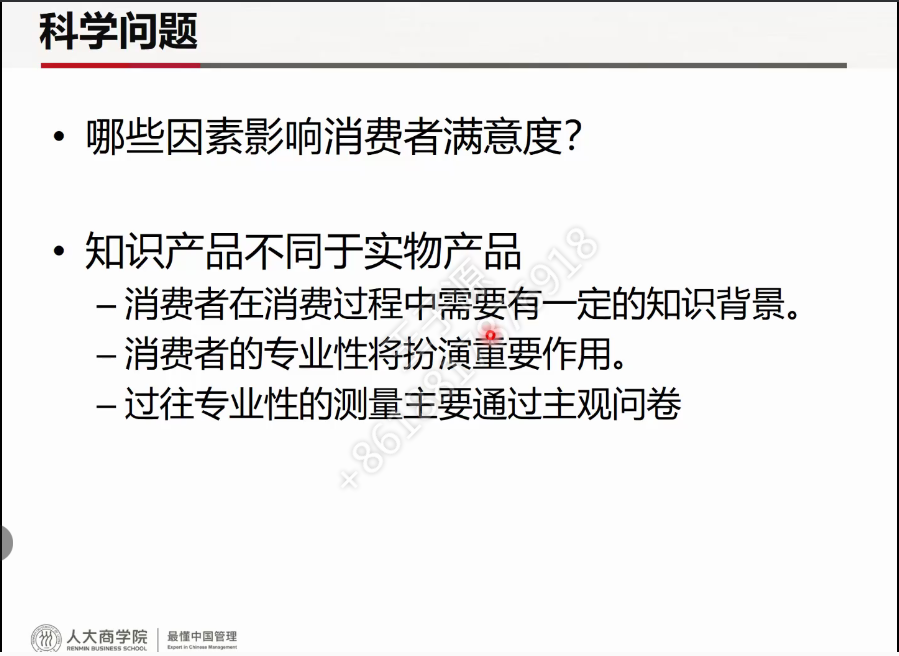 科学问题
• 哪些因素影响消费者满意度?
• 知识产品不同于实物产品
– 消费者在消费过程中需要有一定的知识背景。
– 消费者的专业性将扮演重要作用。
– 过往专业性的测量主要通过主观问卷
人大商学院
RENMIN BUSINESS SCHOOL
最懂中国管理
Expert in Chinese Management